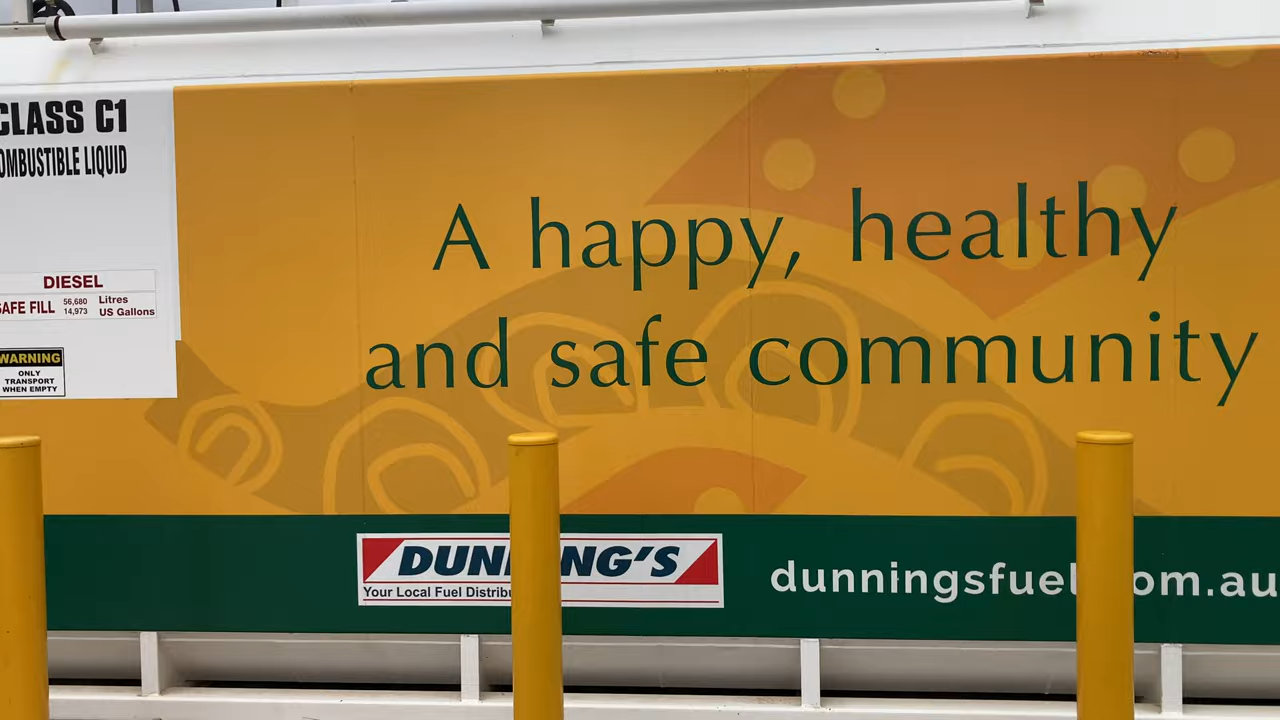 CLASS C1
COMBUSTIBLE LIQUID
DIESEL
SAFE FILL 56,680 Litres
14,973 US Gallons
WARNING
ONLY
TRANSPORT
WHEN EMPTY
A happy, healthy
and safe community
DUNNING'S
Your Local Fuel
dunningsfuel.com.au